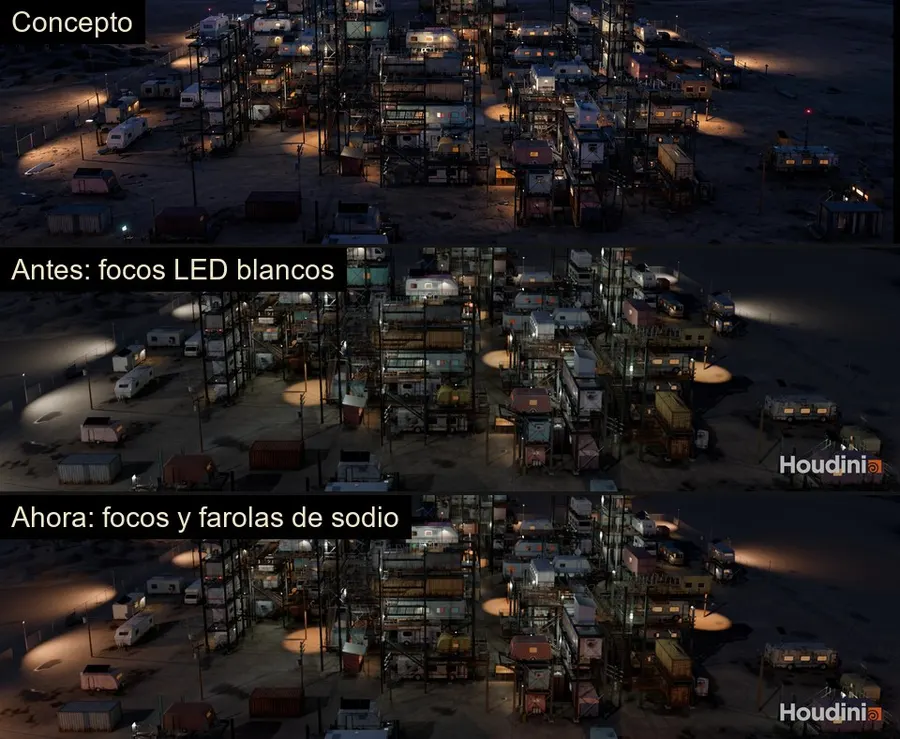 Concepto
Antes: focos LED blancos
Houdini
Ahora: focos y farolas de sodio
Houdini